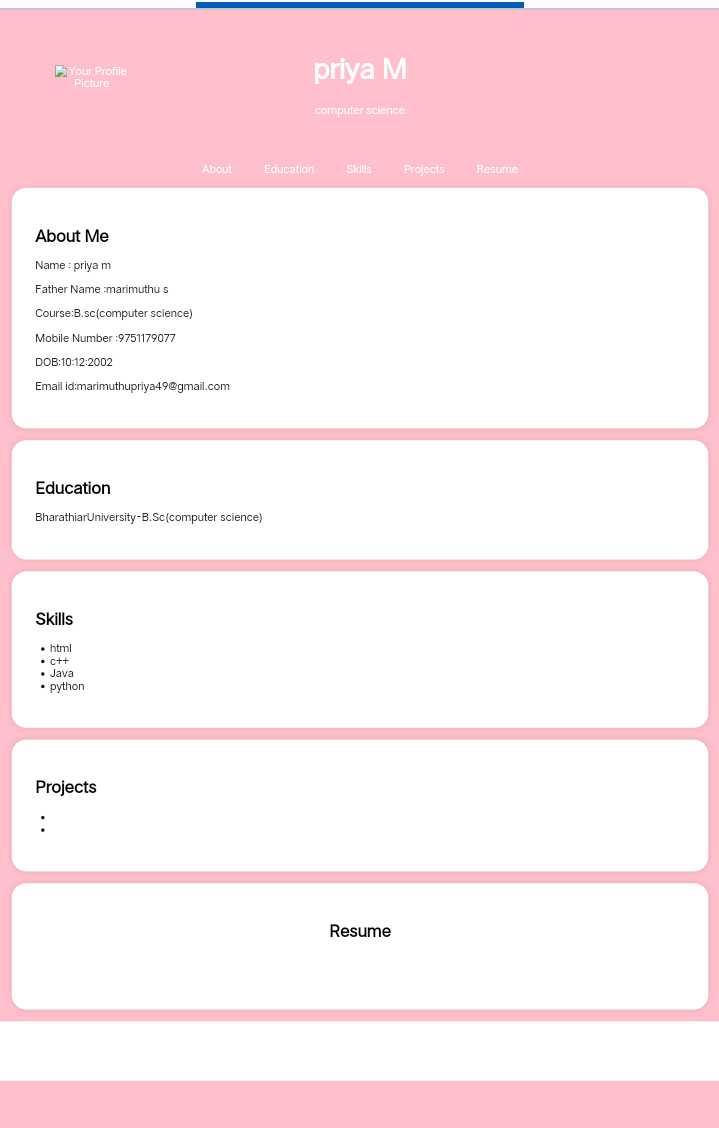 priya M
Your Profile
Picture
computer science
About Education Skills Projects Resume
About Me
Name : priya m
Father Name :marimuthu s
Course:B.sc(computer science)
Mobile Number :9751179077
DOB:10:12:2002
Email id:marimuthupriya49@gmail.com
Education
BharathiarUniversity-B.Sc(computer science)
Skills
• html
• c++
• Java
• python
Projects
•
•
Resume